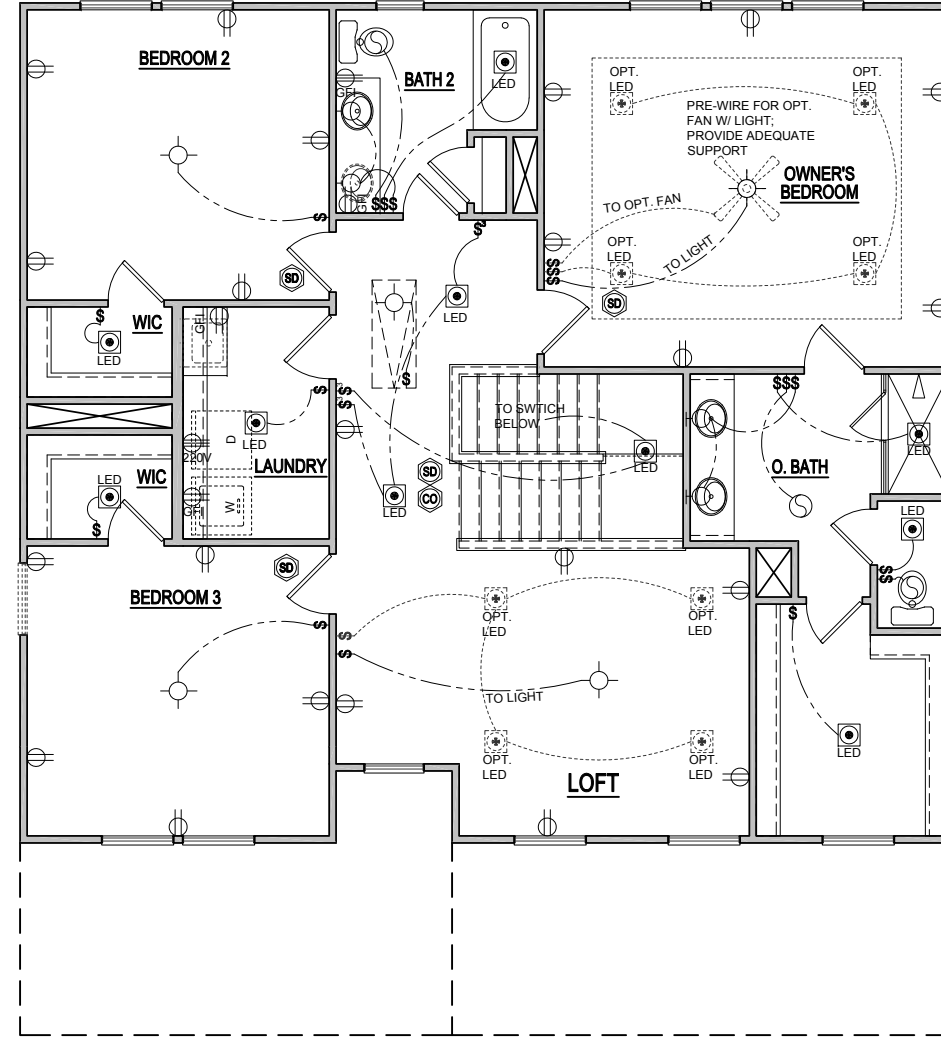 BEDROOM 2
BATH 2
GFI
LED
GFI
$$$
$
SD
OPT.
LED
OPT.
LED
PRE-WIRE FOR OPT.
FAN W/ LIGHT;
PROVIDE ADEQUATE
SUPPORT
OWNER'S
BEDROOM
TO OPT. FAN
TO LIGHT
OPT.
LED
OPT.
LED
$$$
SD
$
LED
$
WIC
$
LED
GFI
$
LED
D
220V
W
GFI
LAUNDRY
$
$
TO SWTICH
BELOW
LED
SD
CO
LED
WIC
LED
$
$$$
O. BATH
LED
LED
$
$
SD
BEDROOM 3
$
$
$
OPT.
LED
OPT.
LED
TO LIGHT
OPT.
LED
OPT.
LED
LOFT
$
LED